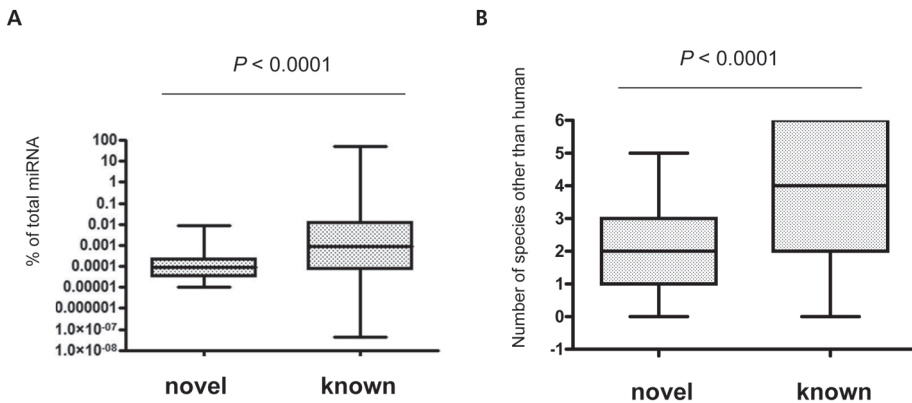 A
P < 0.0001
% of total miRNA
100
10
1
0.1
0.01
0.001
0.0001
0.00001
0.000001
1.0×10⁻⁰⁷
1.0×10⁻⁰⁸
novel known
B
P < 0.0001
Number of species other than human
6
5
4
3
2
1
0
-1
novel known